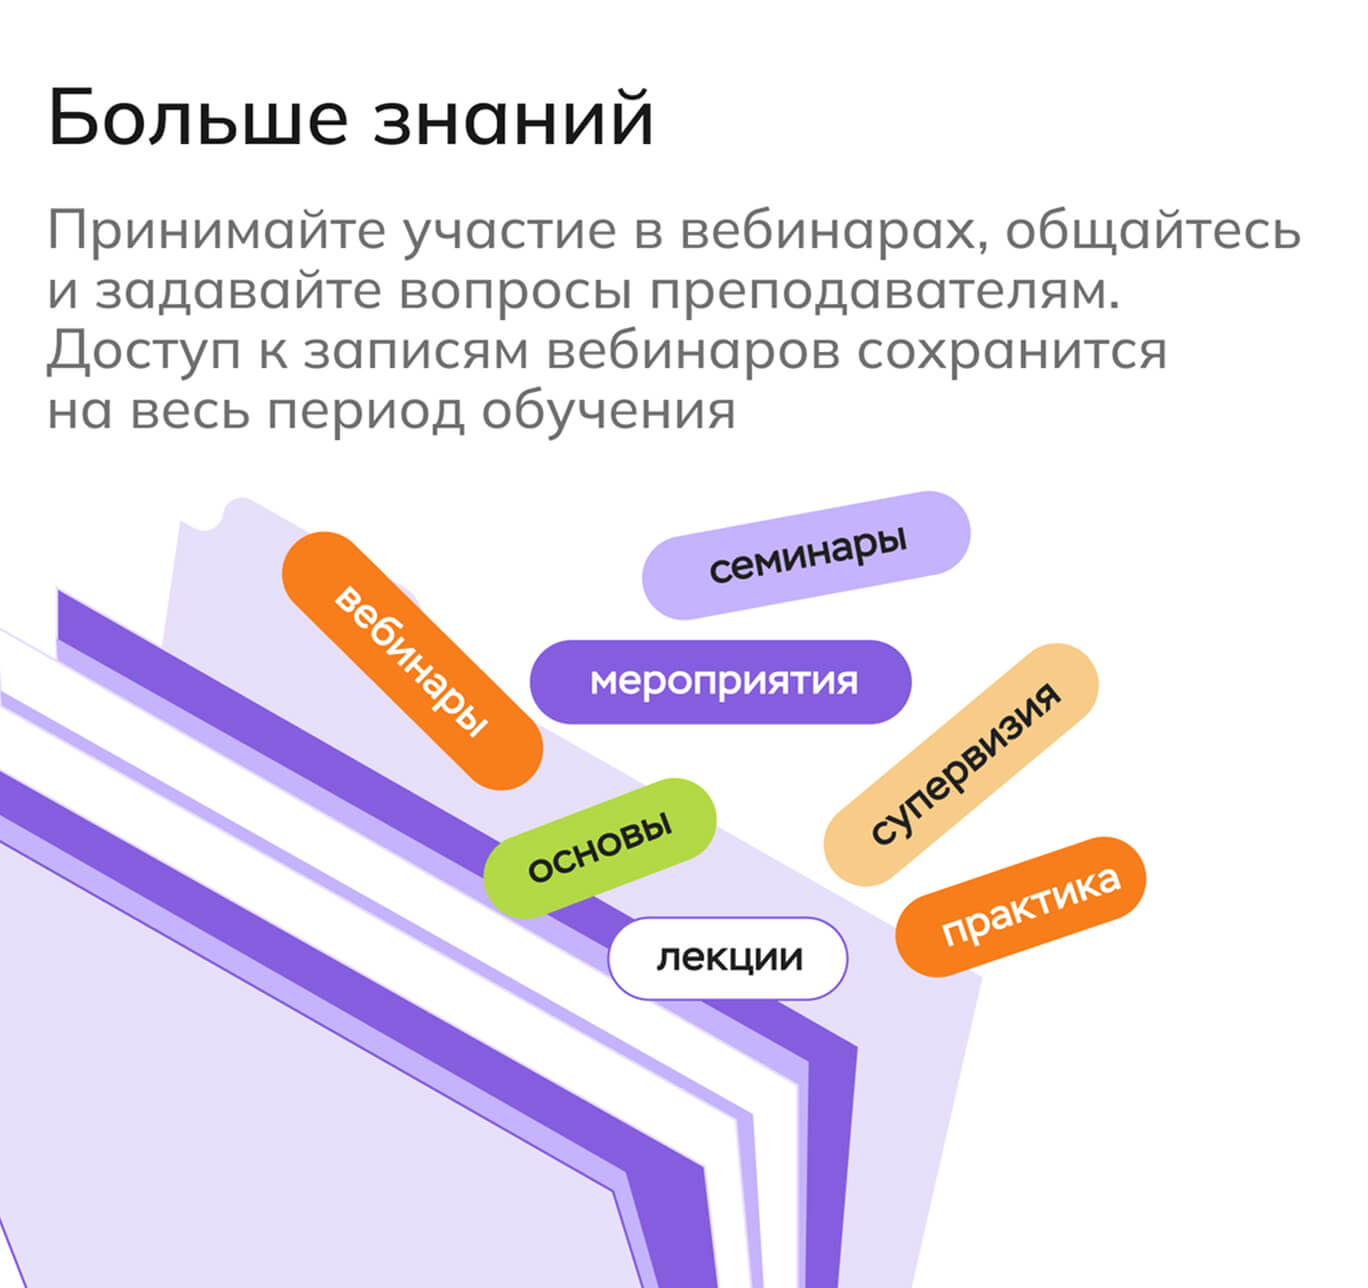 Больше знаний
Принимайте участие в вебинарах, общайтесь
и задавайте вопросы преподавателям.
Доступ к записям вебинаров сохранится
на весь период обучения
семинары
вебинары
мероприятия
супервизия
основы
практика
лекции